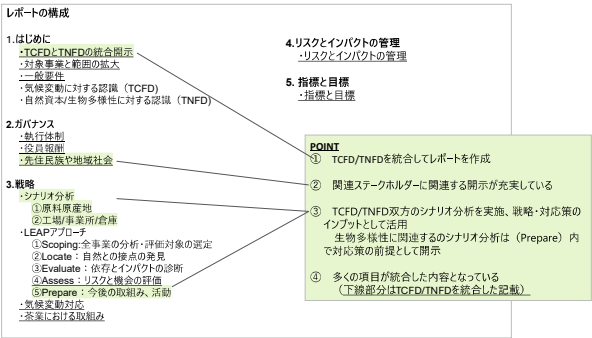 レポートの構成
1.はじめに
・TCFDとTNFDの統合開示
・対象事業と範囲の拡大
・一般要件
・気候変動に対する認識（TCFD）
・自然資本/生物多様性に対する認識（TNFD）
2.ガバナンス
・執行体制
・役員報酬
・先住民族や地域社会
3.戦略
・シナリオ分析
①原料原産地
②工場/事業所/倉庫
・LEAPアプローチ
①Scoping:全事業の分析・評価対象の選定
②Locate：自然との接点の発見
③Evaluate：依存とインパクトの診断
④Assess：リスクと機会の評価
⑤Prepare：今後の取組み、活動
・気候変動対応
・茶業における取組み
4.リスクとインパクトの管理
・リスクとインパクトの管理
5. 指標と目標
・指標と目標
POINT
① TCFD/TNFDを統合してレポートを作成
② 関連ステークホルダーに関連する開示が充実している
③ TCFD/TNFD双方のシナリオ分析を実施、戦略・対応策の
インプットとして活用
生物多様性に関連するのシナリオ分析は（Prepare）内
で対応策の前提として開示
④ 多くの項目が統合した内容となっている
（下線部分はTCFD/TNFDを統合した記載）